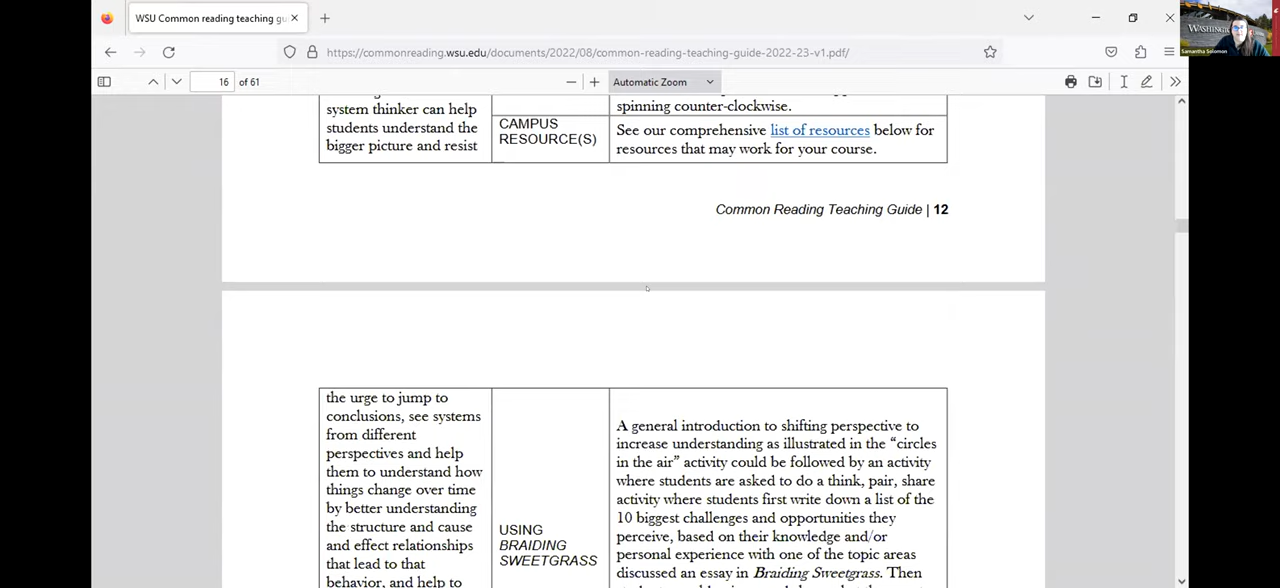 WSU Common reading teaching gu
https://commonreading.wsu.edu/documents/2022/08/common-reading-teaching-guide-2022-23-v1.pdf/
WASHINGTON
Samantha Solomon
16 of 61
Automatic Zoom
system thinker can help
students understand the
bigger picture and resist
CAMPUS
RESOURCE(S)
spinning counter-clockwise.
See our comprehensive list of resources below for
resources that may work for your course.
Common Reading Teaching Guide | 12
the urge to jump to
conclusions, see systems
from different
perspectives and help
them to understand how
things change over time
by better understanding
the structure and cause
and effect relationships
that lead to that
behavior, and help to
USING
BRAIDING
SWEETGRASS
A general introduction to shifting perspective to
increase understanding as illustrated in the “circles
in the air” activity could be followed by an activity
where students are asked to do a think, pair, share
activity where students first write down a list of the
10 biggest challenges and opportunities they
perceive, based on their knowledge and/or
personal experience with one of the topic areas
discussed an essay in Braiding Sweetgrass. Then